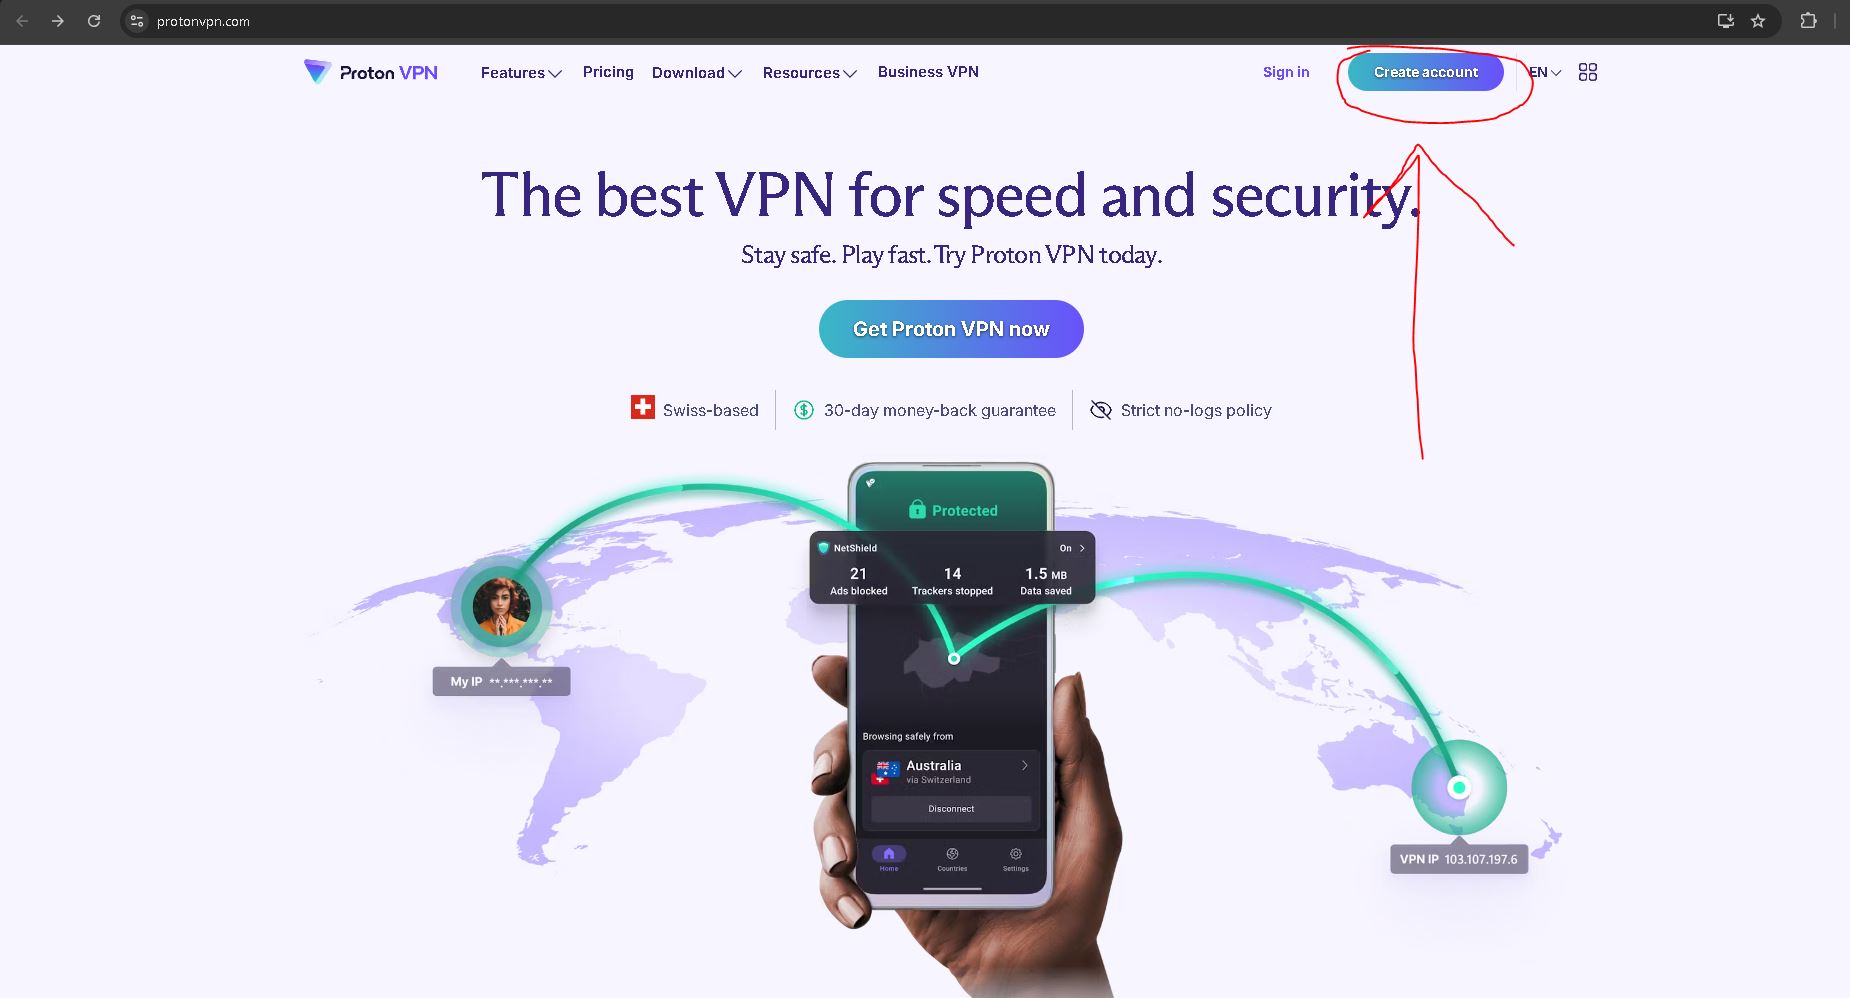 protonvpn.com
Proton VPN Features Pricing Download Resources Business VPN Sign in Create account EN
The best VPN for speed and security.
Stay safe. Play fast. Try Proton VPN today.
Get Proton VPN now
Swiss-based 30-day money-back guarantee Strict no-logs policy
Protected
NetShield On
21 14 1.5 MB
Ads blocked Trackers stopped Data saved
My IP **.***.***.**
Browsing safely from
Australia
via Switzerland
Disconnect
VPN IP 103.107.197.6
Home Countries Settings